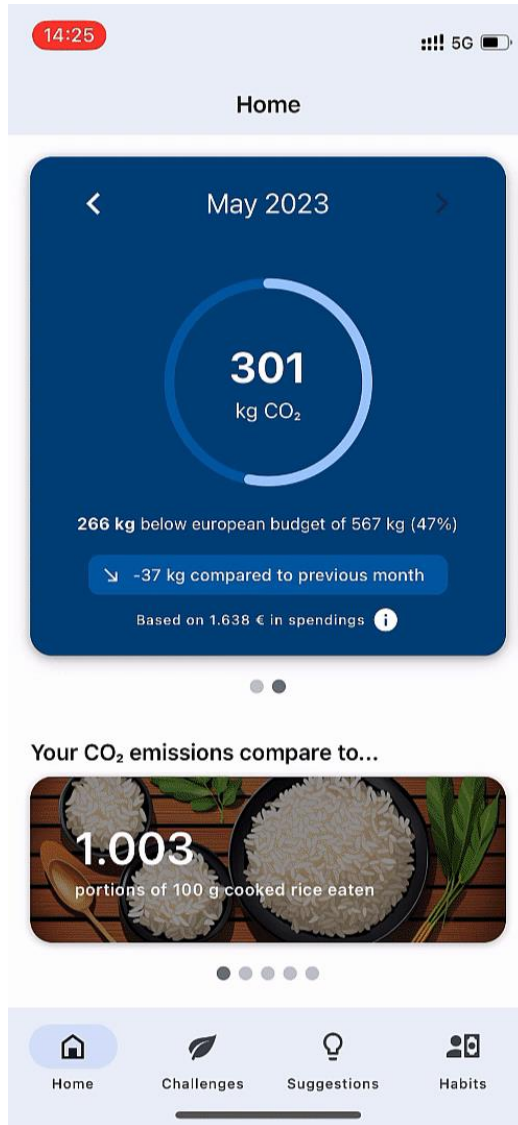 14:25
5G
Home
May 2023
301
kg CO₂
266 kg below european budget of 567 kg (47%)
-37 kg compared to previous month
Based on 1.638 € in spendings i
Your CO₂ emissions compare to...
1.003
portions of 100 g cooked rice eaten
Home Challenges Suggestions Habits